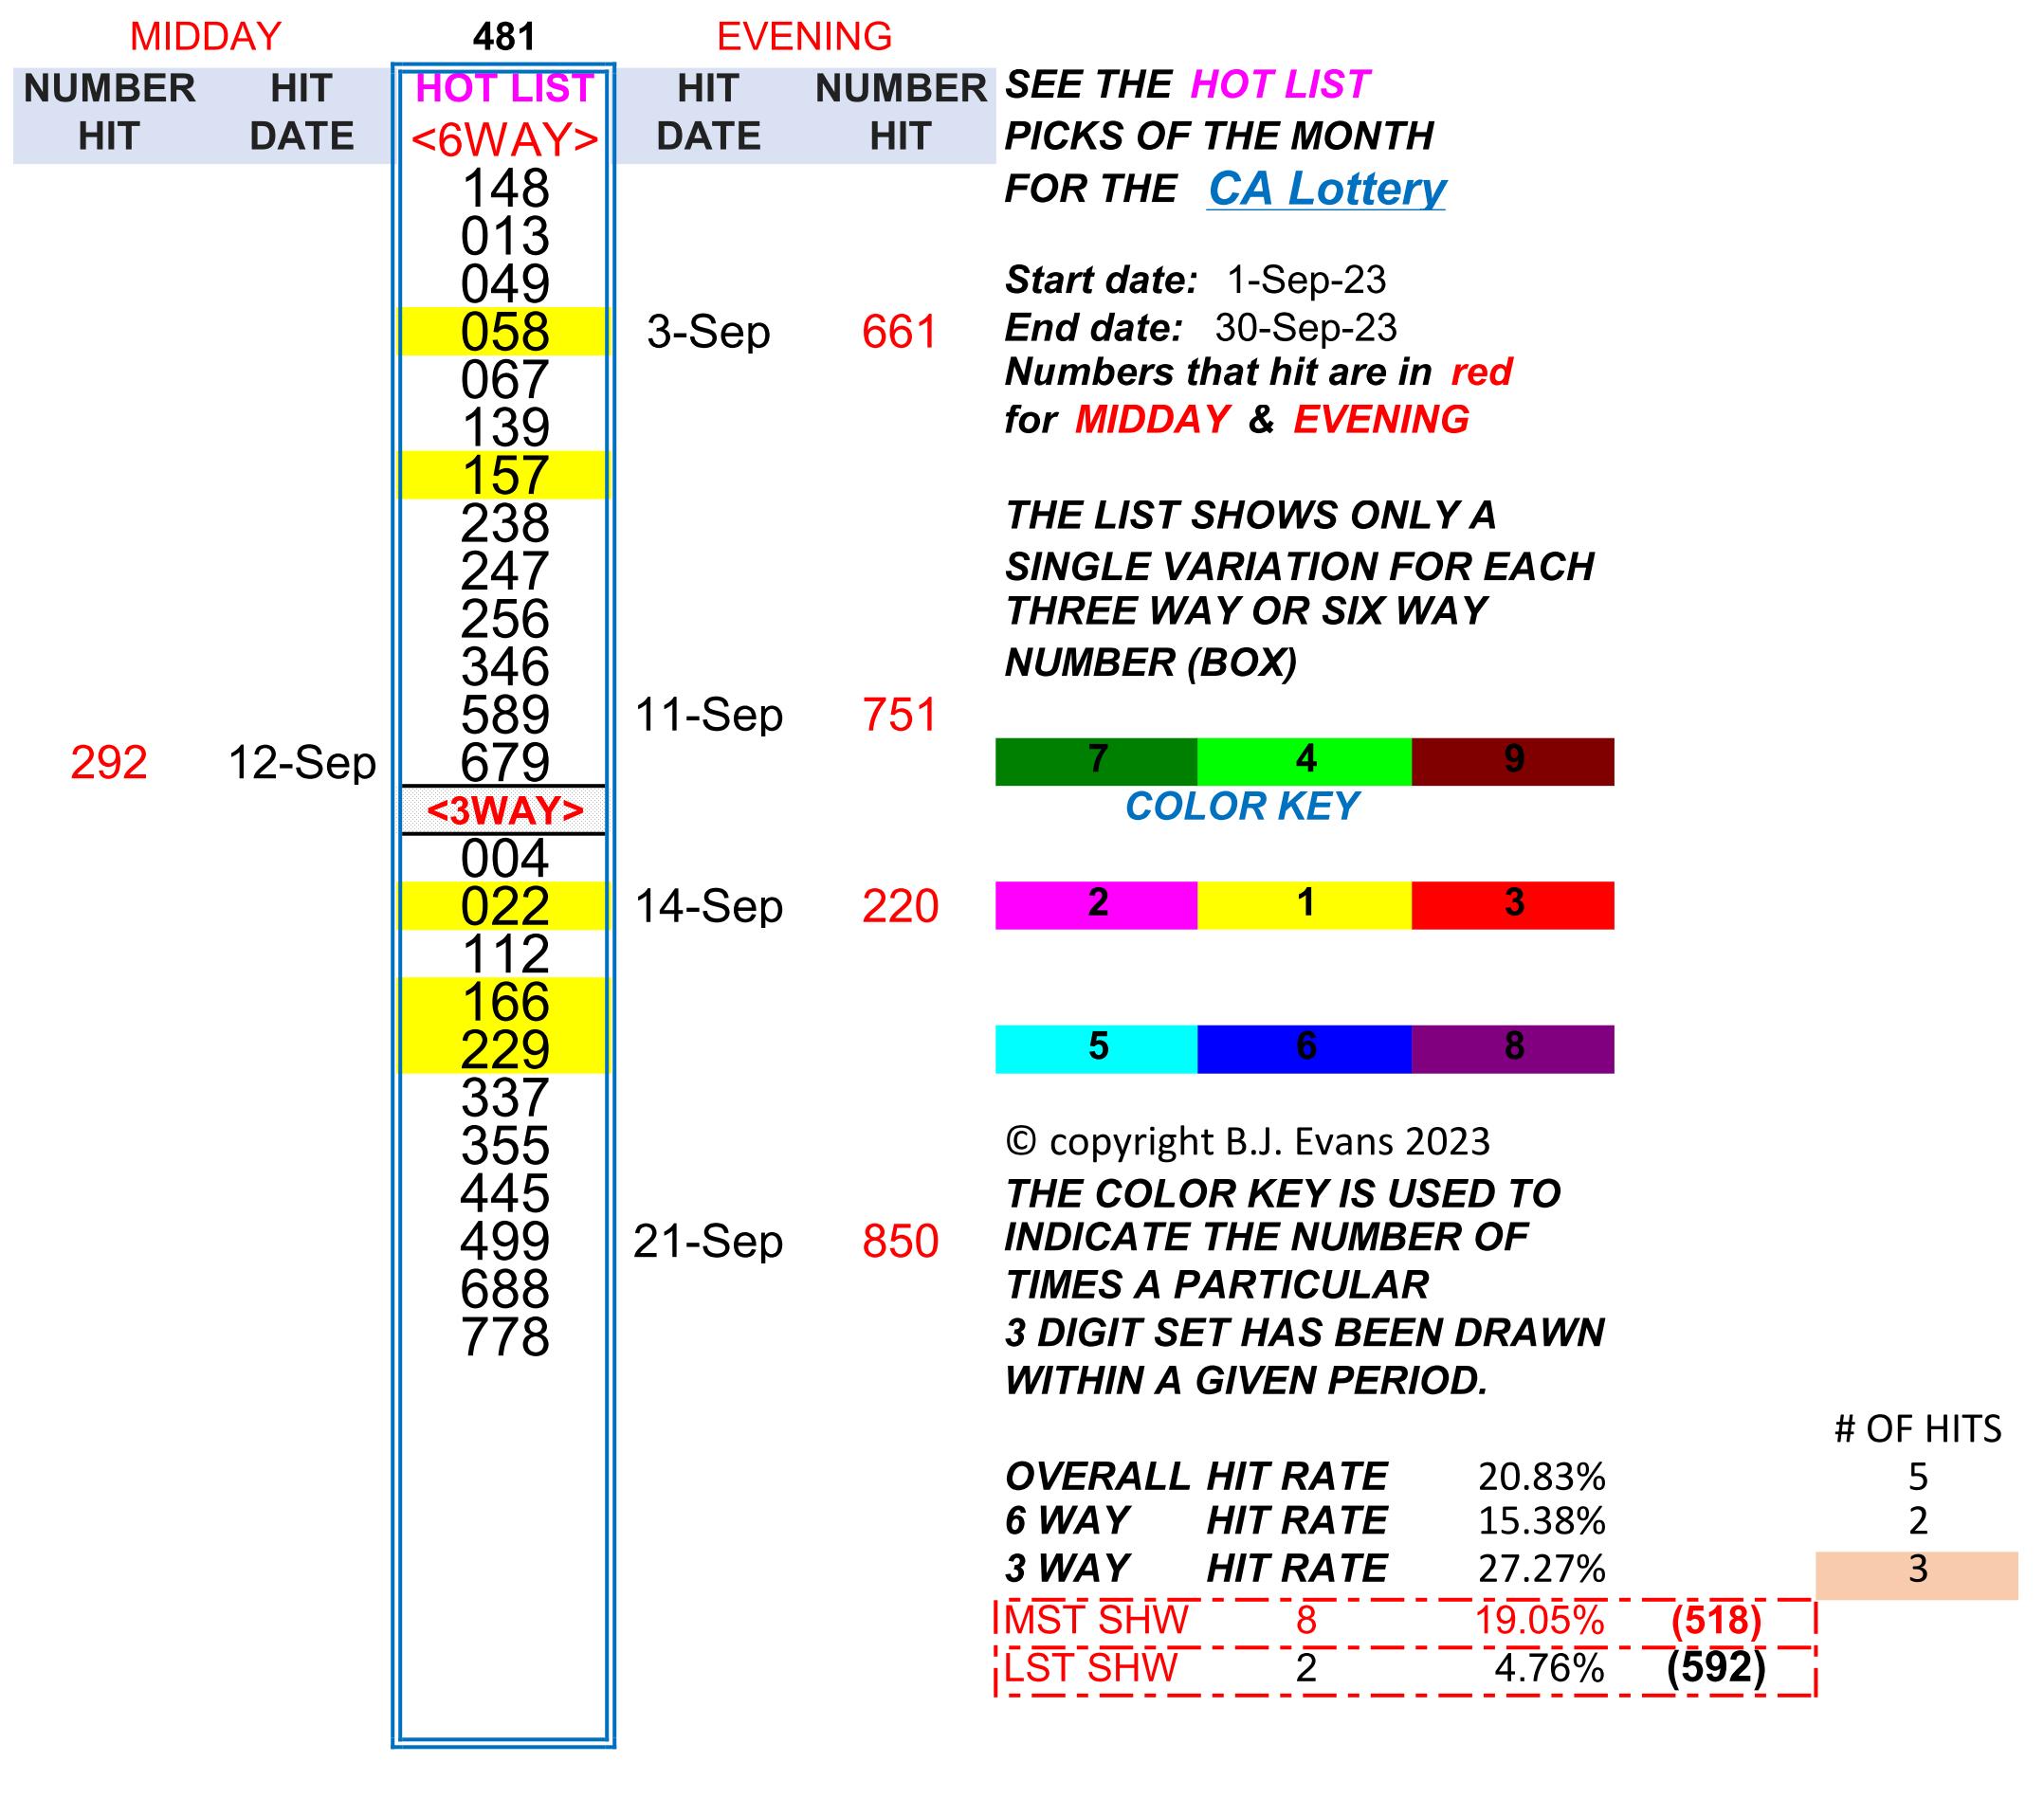 MIDDAY 481 EVENING
NUMBER HIT HOT LIST HIT NUMBER SEE THE HOT LIST
HIT DATE <6WAY> DATE HIT PICKS OF THE MONTH
148 FOR THE CA Lottery
013
049 Start date: 1-Sep-23
058 3-Sep 661 End date: 30-Sep-23
067 Numbers that hit are in red
139 for MIDDAY & EVENING
157
238 THE LIST SHOWS ONLY A
247 SINGLE VARIATION FOR EACH
256 THREE WAY OR SIX WAY
346 NUMBER (BOX)
589 11-Sep 751
292 12-Sep 679 7 4 9
<3WAY> COLOR KEY
004
022 14-Sep 220 2 1 3
112
166
229 5 6 8
337
355 © copyright B.J. Evans 2023
445 THE COLOR KEY IS USED TO
499 21-Sep 850 INDICATE THE NUMBER OF
688 TIMES A PARTICULAR
778 3 DIGIT SET HAS BEEN DRAWN
WITHIN A GIVEN PERIOD.
# OF HITS
OVERALL HIT RATE 20.83% 5
6 WAY HIT RATE 15.38% 2
3 WAY HIT RATE 27.27% 3
MST SHW 8 19.05% (518)
LST SHW 2 4.76% (592)